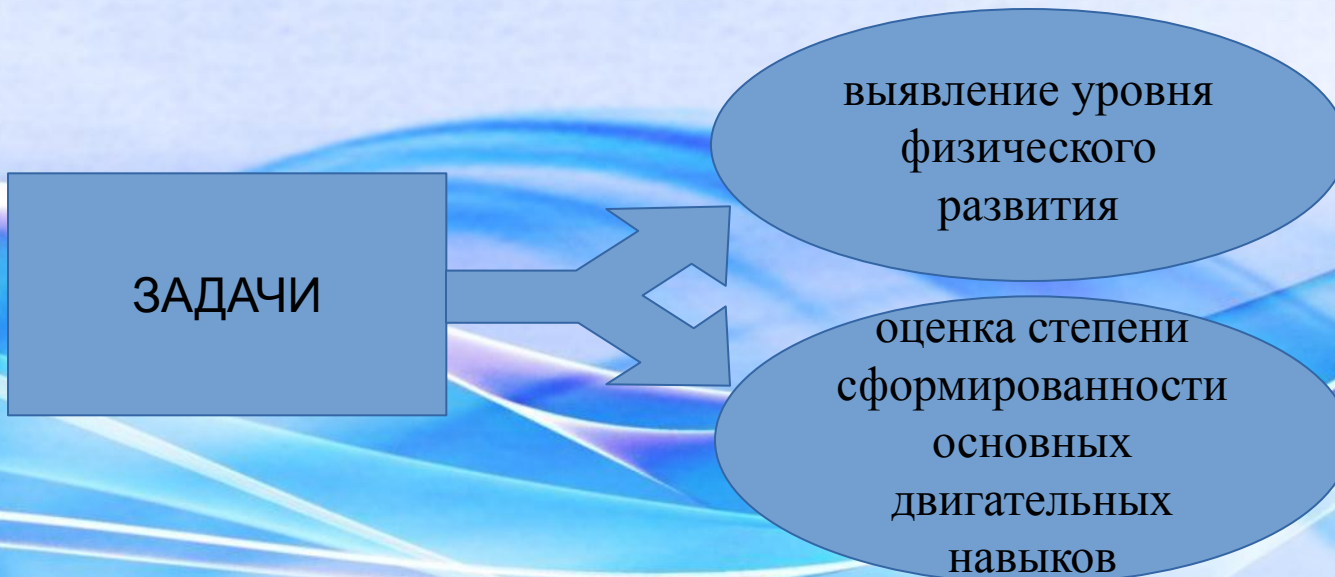 ЗАДАЧИ
выявление уровня
физического
развития
оценка степени
сформированности
основных
двигательных
навыков